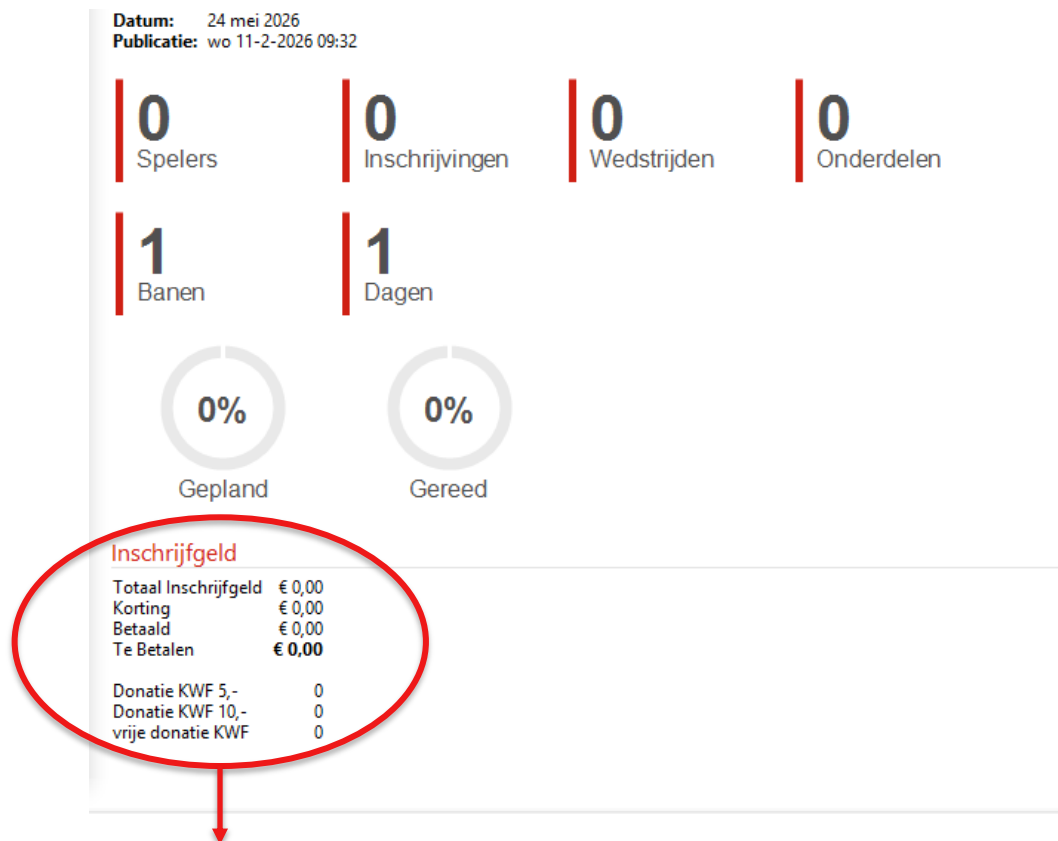 Datum: 24 mei 2026
Publicatie: wo 11-2-2026 09:32
0 0 0 0
Spelers Inschrijvingen Wedstrijden Onderdelen
1 1
Banen Dagen
0% 0%
Gepland Gereed
Inschrijfgeld
Totaal Inschrijfgeld € 0,00
Korting € 0,00
Betaald € 0,00
Te Betalen € 0,00
Donatie KWF 5,- 0
Donatie KWF 10,- 0
vrije donatie KWF 0